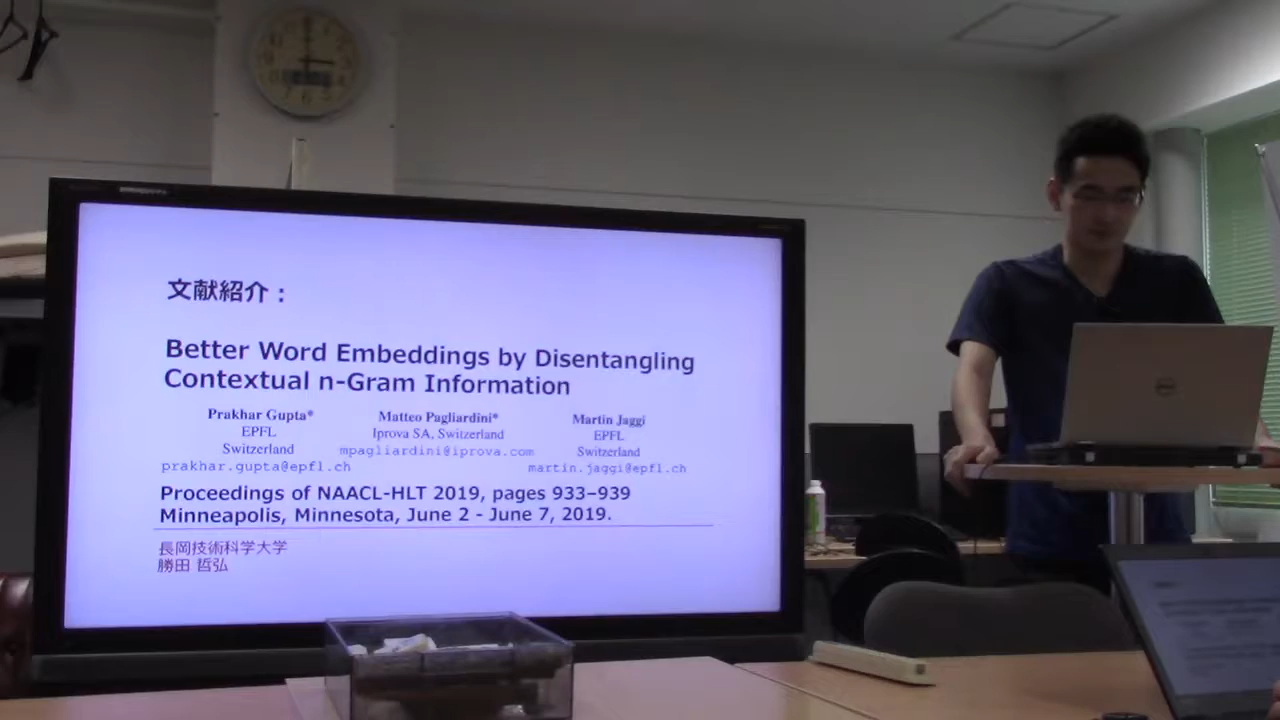 文献紹介：
Better Word Embeddings by Disentangling
Contextual n-Gram Information
Prakhar Gupta* Matteo Pagliardini* Martin Jaggi
EPFL Iprova SA, Switzerland EPFL
Switzerland mpagliardini@iprova.com Switzerland
prakhar.gupta@epfl.ch martin.jaggi@epfl.ch
Proceedings of NAACL-HLT 2019, pages 933–939
Minneapolis, Minnesota, June 2 - June 7, 2019.
長岡技術科学大学
勝田 哲弘